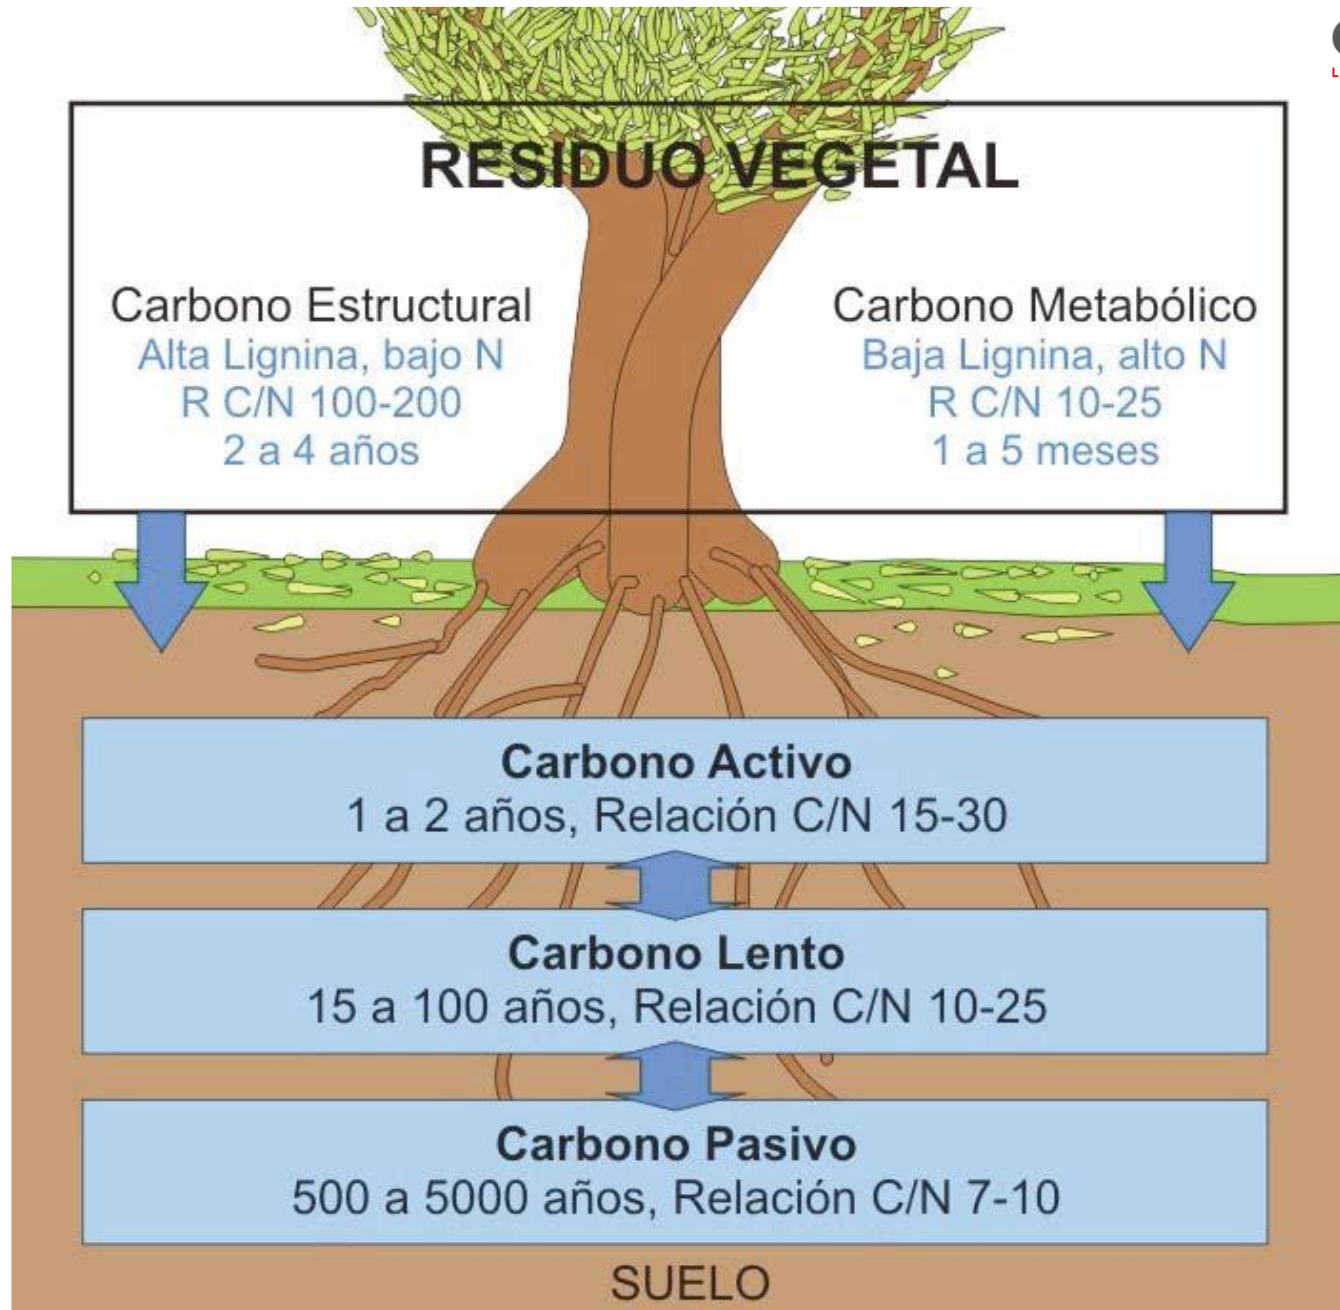 RESIDUO VEGETAL
Carbono Estructural
Alta Lignina, bajo N
R C/N 100-200
2 a 4 años
Carbono Metabólico
Baja Lignina, alto N
R C/N 10-25
1 a 5 meses
Carbono Activo
1 a 2 años, Relación C/N 15-30
Carbono Lento
15 a 100 años, Relación C/N 10-25
Carbono Pasivo
500 a 5000 años, Relación C/N 7-10
SUELO